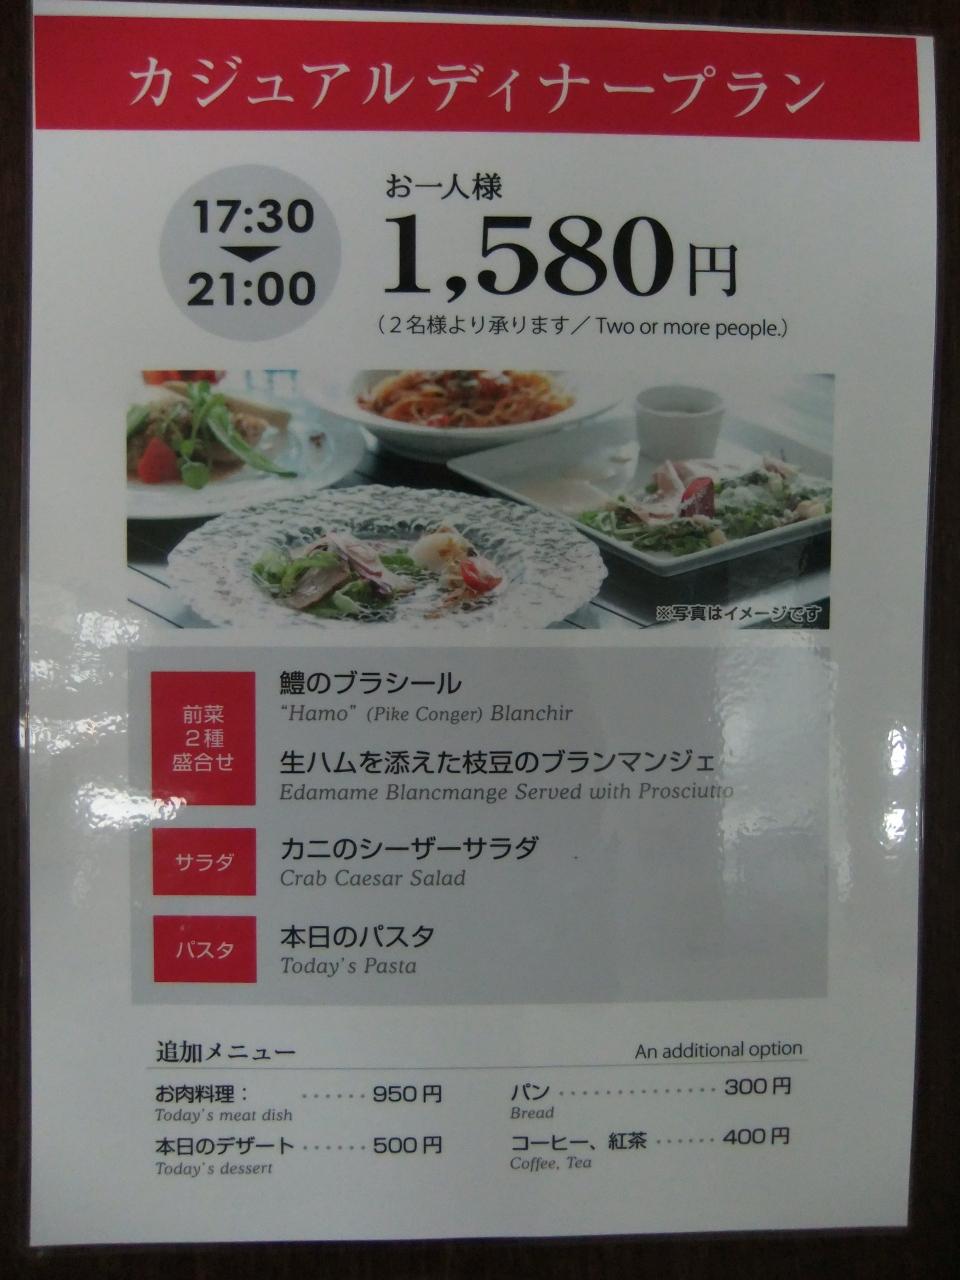 カジュアルディナープラン
17:30
21:00
お一人様
1,580円
（２名様より承ります／Two or more people.）
※写真はイメージです
前菜
２種
盛合せ
鱧のブラシール
“Hamo” (Pike Conger) Blanchir
生ハムを添えた枝豆のブランマンジェ
Edamame Blancmange Served with Prosciutto
サラダ
カニのシーザーサラダ
Crab Caesar Salad
パスタ
本日のパスタ
Today's Pasta
追加メニュー
An additional option
お肉料理： ・・・・・・ 950円
Today's meat dish
本日のデザート ・・・・・・ 500円
Today's dessert
パン ・・・・・・・・・・・・・ 300円
Bread
コーヒー、紅茶 ・・・・・・ 400円
Coffee, Tea